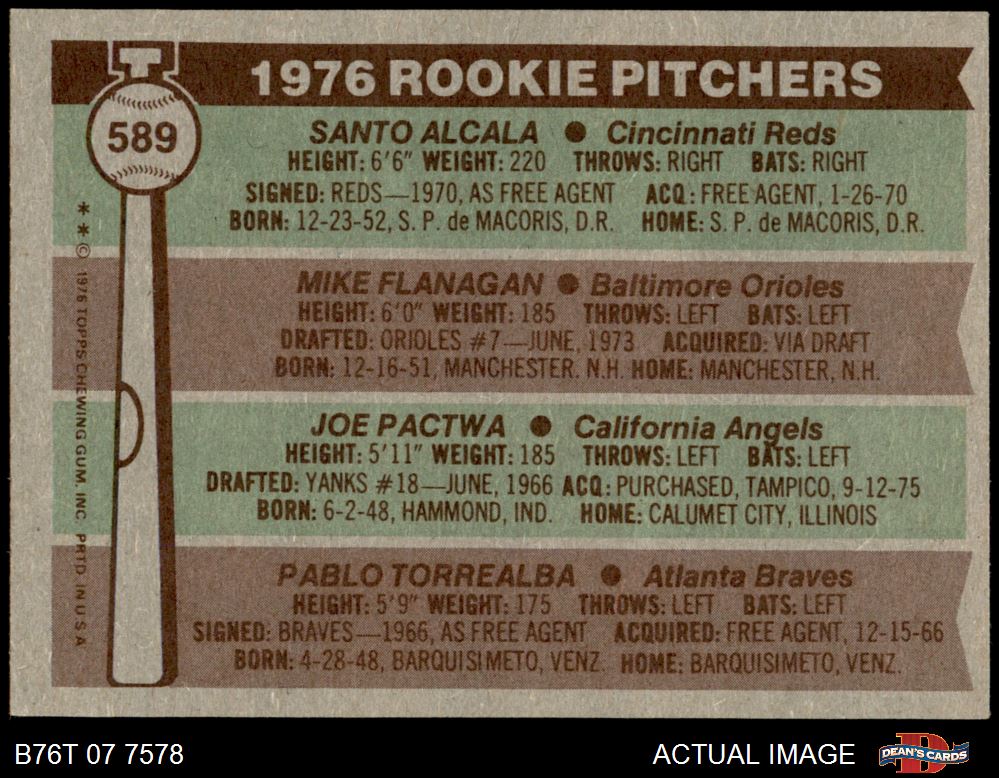 1976 ROOKIE PITCHERS
589
SANTO ALCALA ● Cincinnati Reds
HEIGHT: 6'6" WEIGHT: 220 THROWS: RIGHT BATS: RIGHT
SIGNED: REDS—1970, AS FREE AGENT ACQ: FREE AGENT, 1-26-70
BORN: 12-23-52, S. P. de MACORIS, D.R. HOME: S. P. de MACORIS, D.R.
MIKE FLANAGAN ● Baltimore Orioles
HEIGHT: 6'0" WEIGHT: 185 THROWS: LEFT BATS: LEFT
DRAFTED: ORIOLES #7—JUNE, 1973 ACQUIRED: VIA DRAFT
BORN: 12-16-51, MANCHESTER. N.H. HOME: MANCHESTER, N.H.
JOE PACTWA ● California Angels
HEIGHT: 5'11" WEIGHT: 185 THROWS: LEFT BATS: LEFT
DRAFTED: YANKS #18—JUNE, 1966 ACQ: PURCHASED, TAMPICO, 9-12-75
BORN: 6-2-48, HAMMOND, IND. HOME: CALUMET CITY, ILLINOIS
PABLO TORREALBA ● Atlanta Braves
HEIGHT: 5'9" WEIGHT: 175 THROWS: LEFT BATS: LEFT
SIGNED: BRAVES—1966, AS FREE AGENT ACQUIRED: FREE AGENT, 12-15-66
BORN: 4-28-48, BARQUISIMETO, VENZ. HOME: BARQUISIMETO, VENZ.
* * © 1976 TOPPS CHEWING GUM, INC. PRTD. IN U.S.A.
B76T 07 7578
ACTUAL IMAGE
D
DEAN'S CARDS